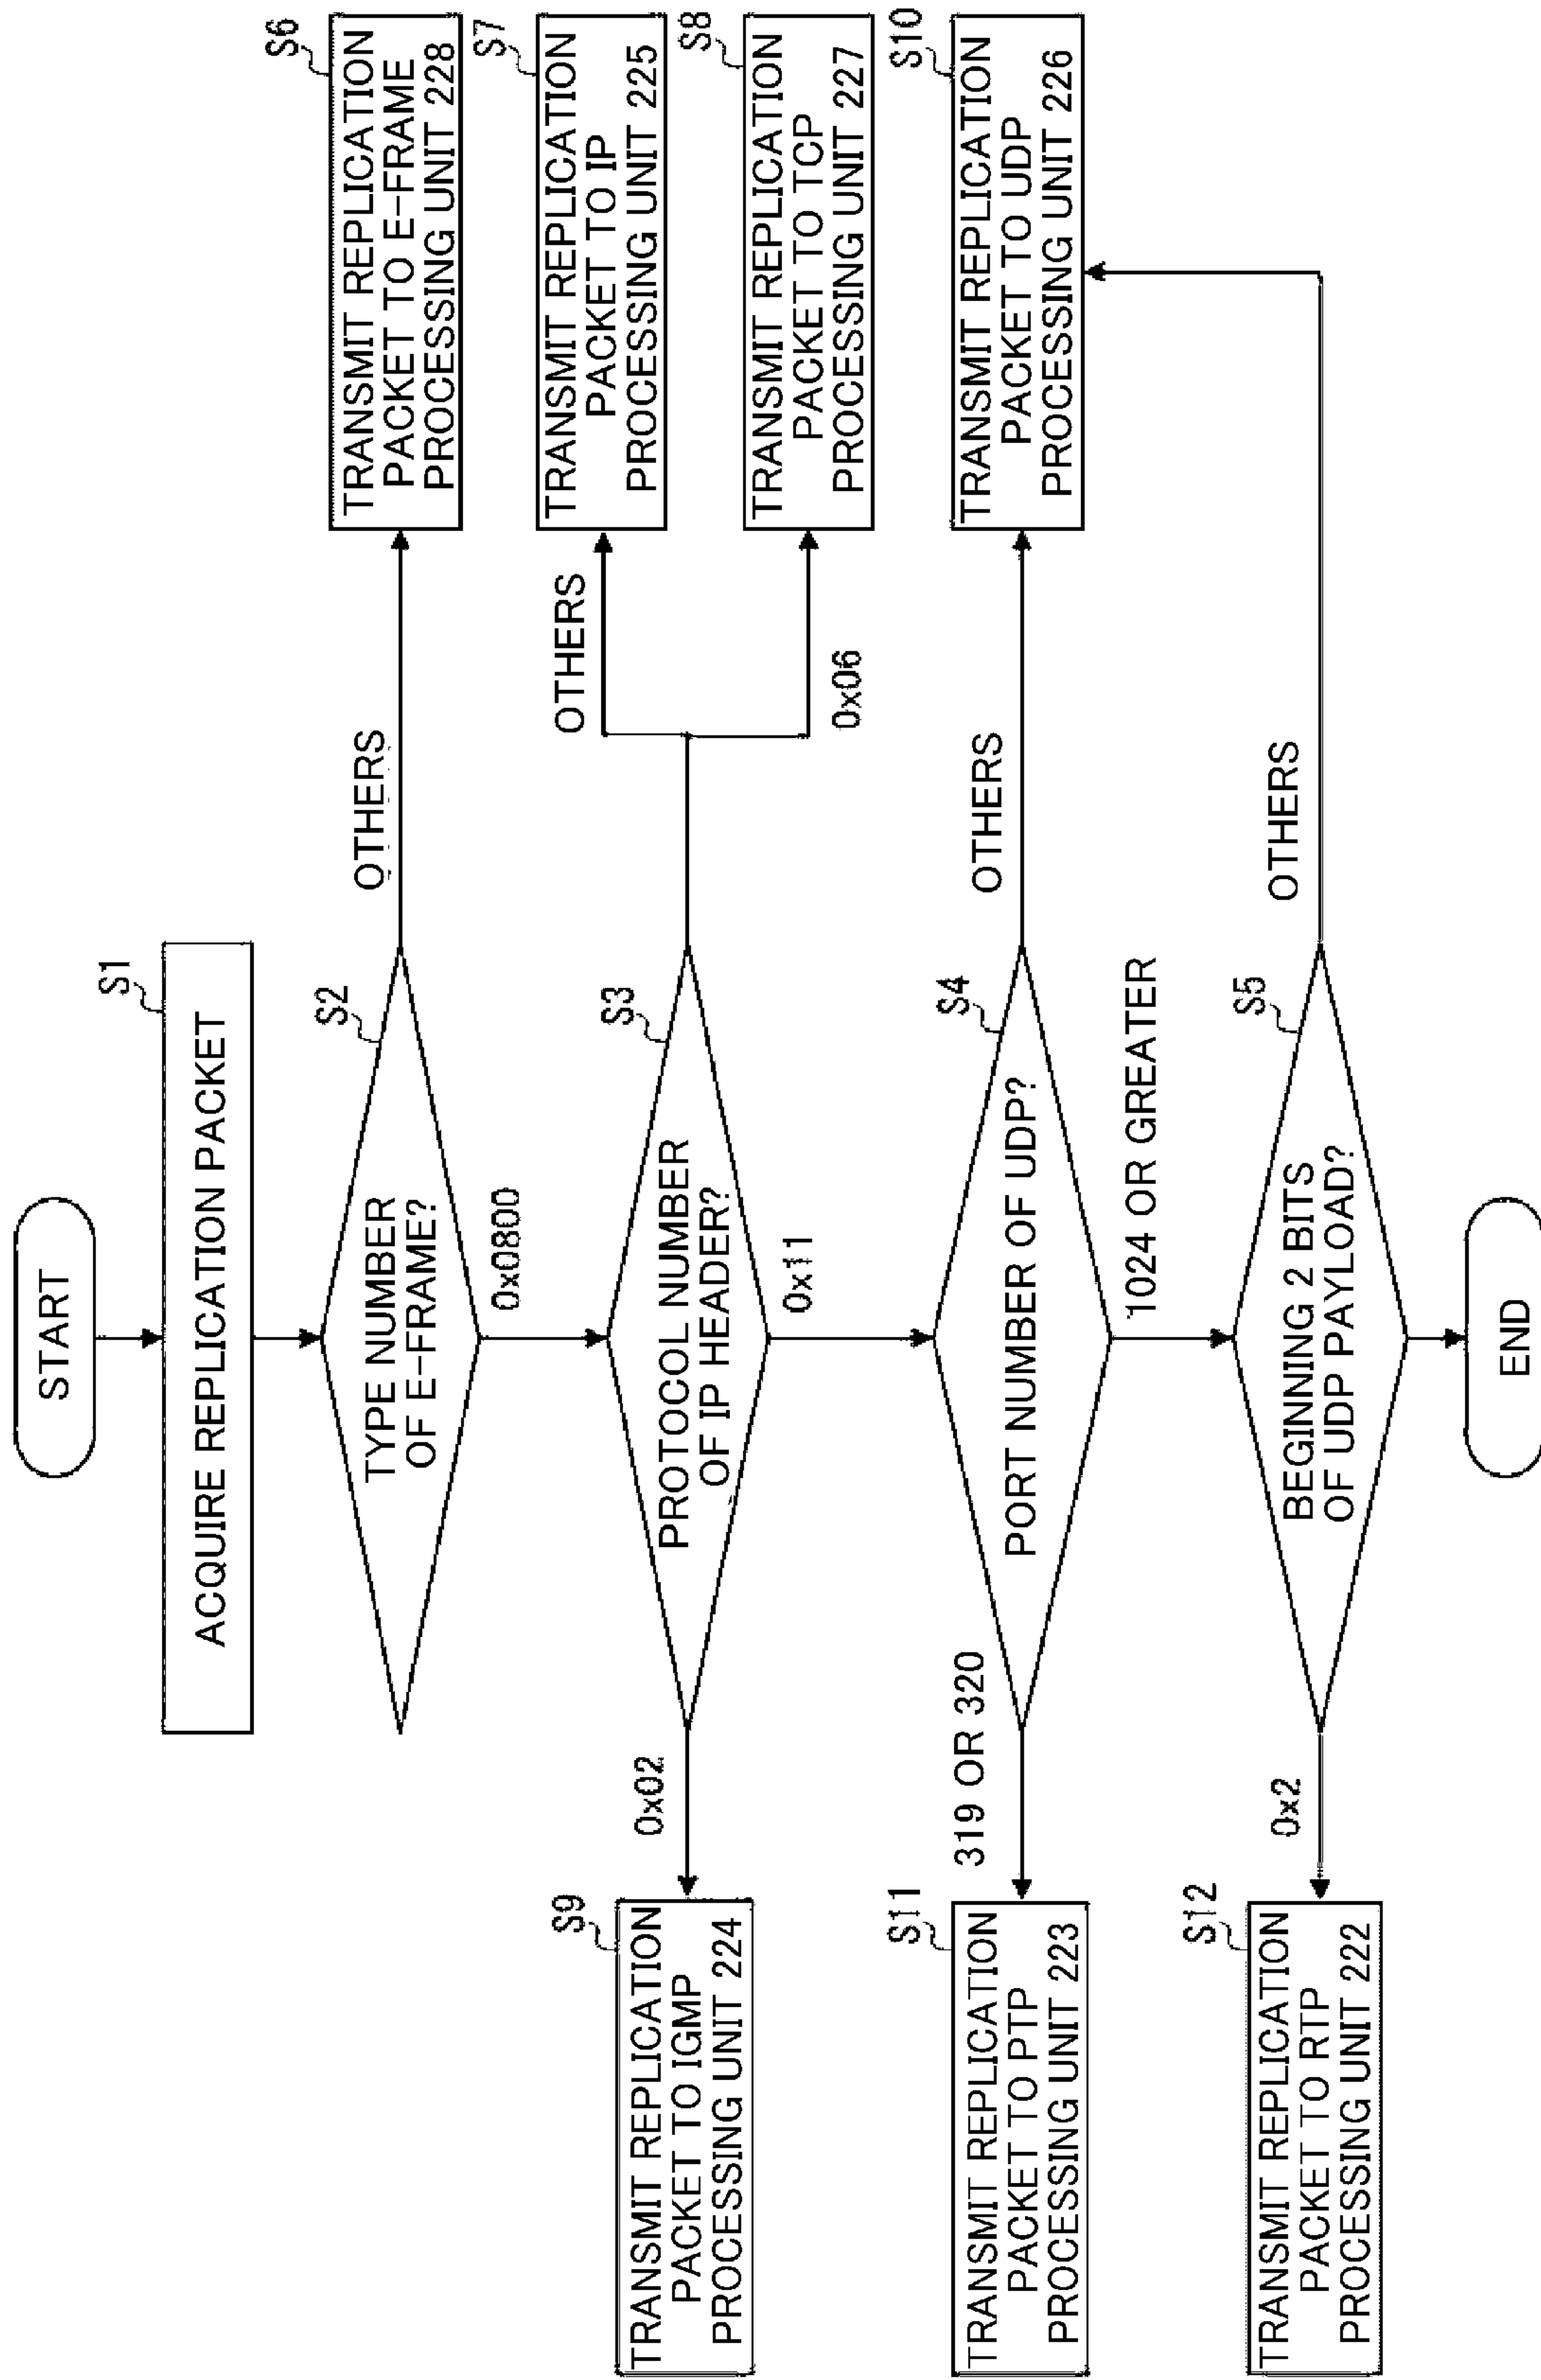 START
S1
ACQUIRE REPLICATION PACKET
S2
TYPE NUMBER
OF E-FRAME?
OTHERS
S6
TRANSMIT REPLICATION
PACKET TO E-FRAME
PROCESSING UNIT 228
0x0800
S3
PROTOCOL NUMBER
OF IP HEADER?
OTHERS
S7
TRANSMIT REPLICATION
PACKET TO IP
PROCESSING UNIT 225
0x06
S8
TRANSMIT REPLICATION
PACKET TO TCP
PROCESSING UNIT 227
0x02
S9
TRANSMIT REPLICATION
PACKET TO IGMP
PROCESSING UNIT 224
0x11
S4
PORT NUMBER OF UDP?
OTHERS
S10
TRANSMIT REPLICATION
PACKET TO UDP
PROCESSING UNIT 226
319 OR 320
S11
TRANSMIT REPLICATION
PACKET TO PTP
PROCESSING UNIT 223
1024 OR GREATER
S5
BEGINNING 2 BITS
OF UDP PAYLOAD?
OTHERS
0x2
S12
TRANSMIT REPLICATION
PACKET TO RTP
PROCESSING UNIT 222
END